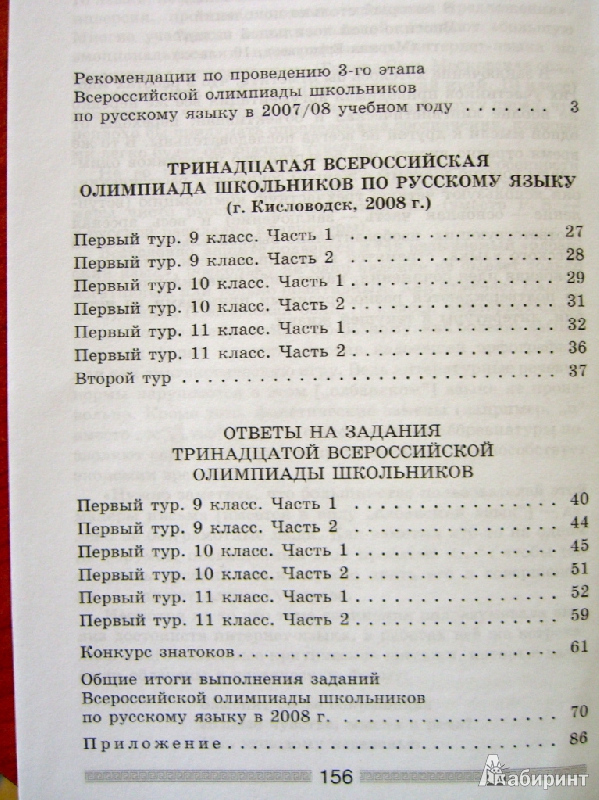 Рекомендации по проведению 3-го этапа
Всероссийской олимпиады школьников
по русскому языку в 2007/08 учебном году . . . . . . . 3
ТРИНАДЦАТАЯ ВСЕРОССИЙСКАЯ
ОЛИМПИАДА ШКОЛЬНИКОВ ПО РУССКОМУ ЯЗЫКУ
(г. Кисловодск, 2008 г.)
Первый тур. 9 класс. Часть 1 . . . . . . . . . . . . . . . . 27
Первый тур. 9 класс. Часть 2 . . . . . . . . . . . . . . . . 28
Первый тур. 10 класс. Часть 1 . . . . . . . . . . . . . . . 29
Первый тур. 10 класс. Часть 2 . . . . . . . . . . . . . . . 31
Первый тур. 11 класс. Часть 1 . . . . . . . . . . . . . . . 32
Первый тур. 11 класс. Часть 2 . . . . . . . . . . . . . . . 36
Второй тур . . . . . . . . . . . . . . . . . . . . . . . . . . . 37
ОТВЕТЫ НА ЗАДАНИЯ
ТРИНАДЦАТОЙ ВСЕРОССИЙСКОЙ
ОЛИМПИАДЫ ШКОЛЬНИКОВ
Первый тур. 9 класс. Часть 1 . . . . . . . . . . . . . . . . 40
Первый тур. 9 класс. Часть 2 . . . . . . . . . . . . . . . . 44
Первый тур. 10 класс. Часть 1 . . . . . . . . . . . . . . . 45
Первый тур. 10 класс. Часть 2 . . . . . . . . . . . . . . . 51
Первый тур. 11 класс. Часть 1 . . . . . . . . . . . . . . . 52
Первый тур. 11 класс. Часть 2 . . . . . . . . . . . . . . . 59
Конкурс знатоков . . . . . . . . . . . . . . . . . . . . . . . 61
Общие итоги выполнения заданий
Всероссийской олимпиады школьников
по русскому языку в 2008 г. . . . . . . . . . . . . . . . . 70
Приложение . . . . . . . . . . . . . . . . . . . . . . . . . . 86
156
Лабиринт